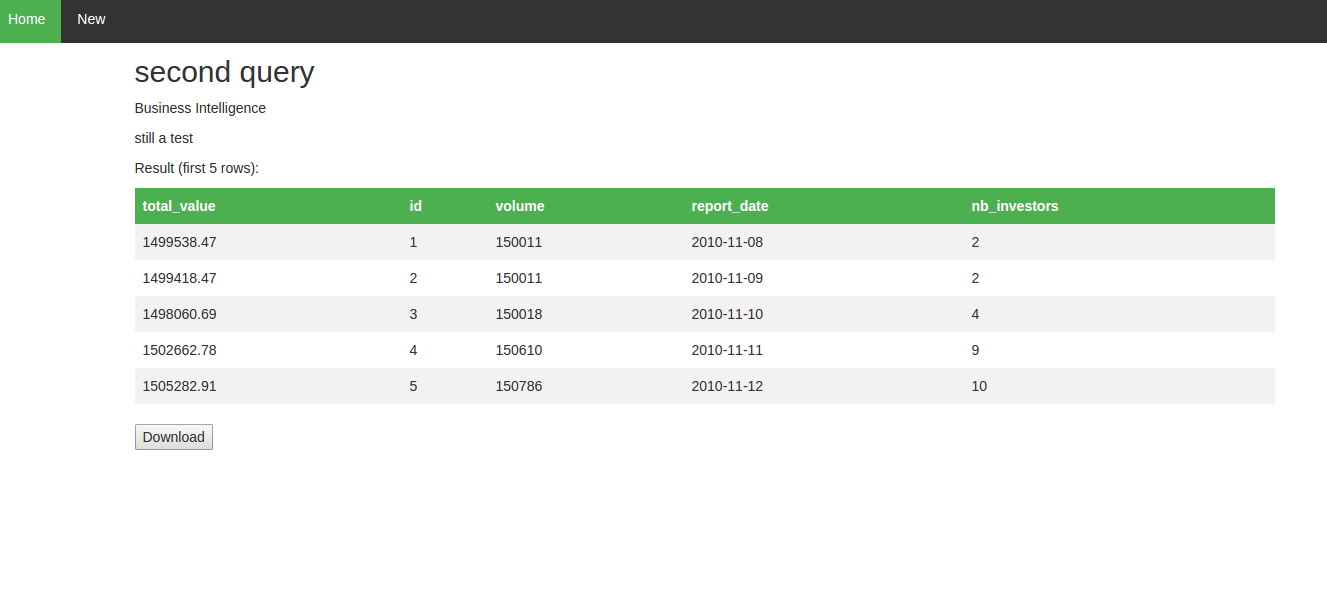 Home New
second query
Business Intelligence
still a test
Result (first 5 rows):
total_value id volume report_date nb_investors
1499538.47 1 150011 2010-11-08 2
1499418.47 2 150011 2010-11-09 2
1498060.69 3 150018 2010-11-10 4
1502662.78 4 150610 2010-11-11 9
1505282.91 5 150786 2010-11-12 10
Download